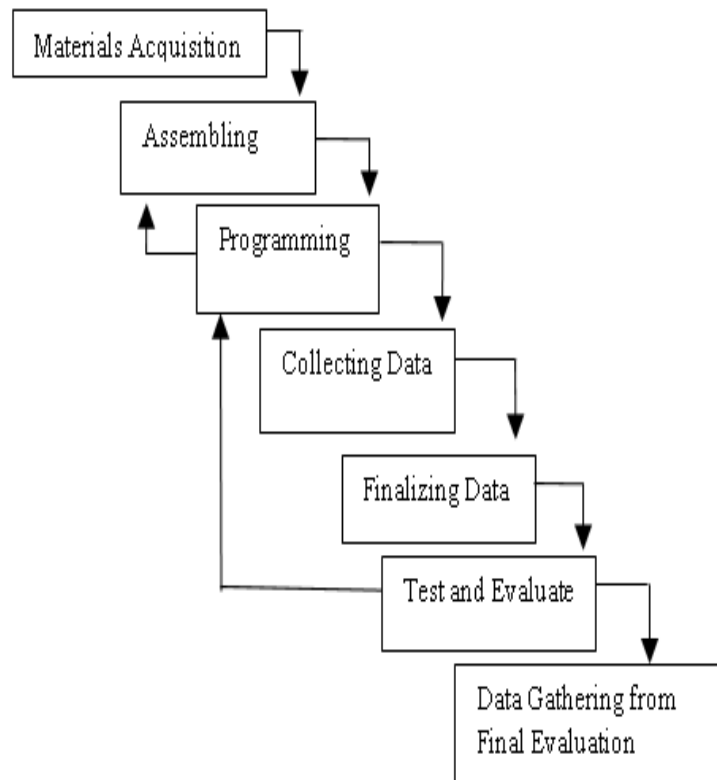 Materials Acquisition
Assembling
Programming
Collecting Data
Finalizing Data
Test and Evaluate
Data Gathering from
Final Evaluation